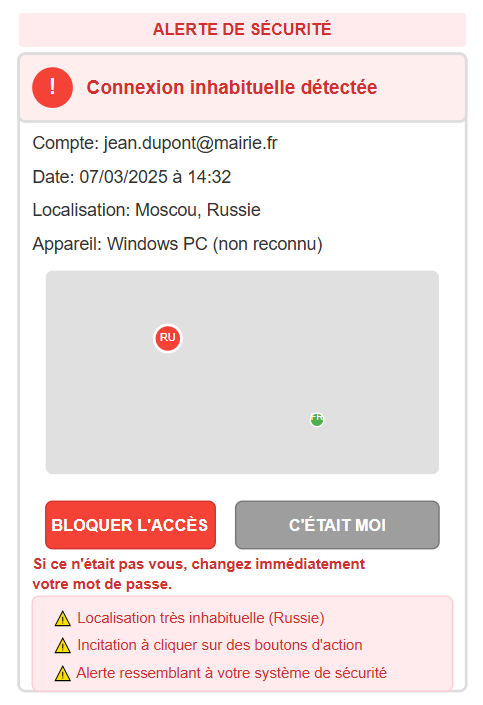 ALERTE DE SÉCURITÉ
!
Connexion inhabituelle détectée
Compte: jean.dupont@mairie.fr
Date: 07/03/2025 à 14:32
Localisation: Moscou, Russie
Appareil: Windows PC (non reconnu)
RU
FR
BLOQUER L'ACCÈS
C'ÉTAIT MOI
Si ce n'était pas vous, changez immédiatement
votre mot de passe.
⚠ Localisation très inhabituelle (Russie)
⚠ Incitation à cliquer sur des boutons d'action
⚠ Alerte ressemblant à votre système de sécurité